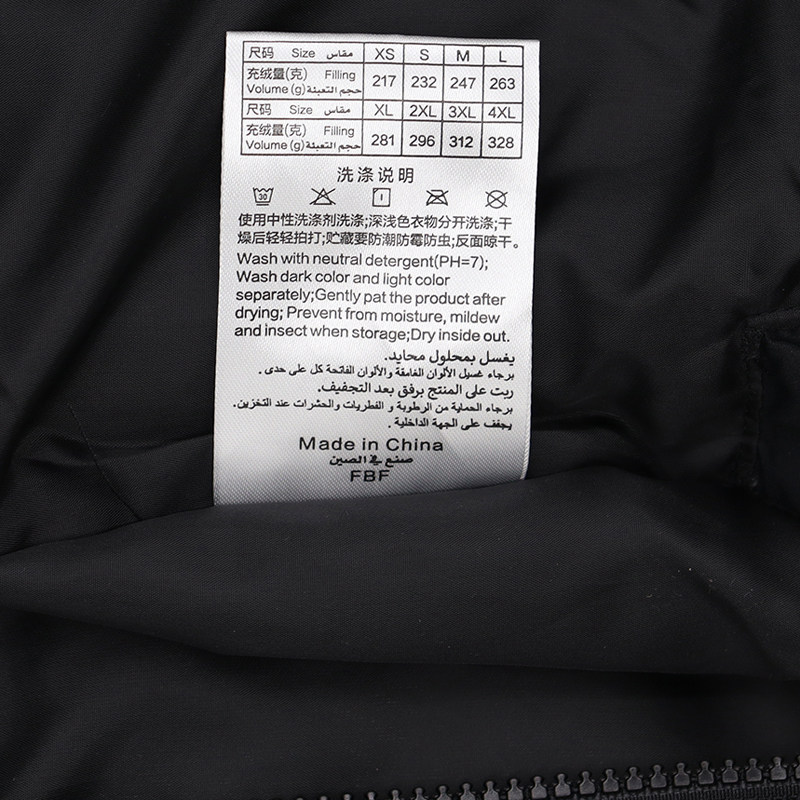 尺码 Size مقاس XS S M L
充绒量(克) Filling 217 232 247 263
Volume (g) حجم التعبئة
尺码 Size مقاس XL 2XL 3XL 4XL
充绒量(克) Filling 281 296 312 328
Volume (g) حجم التعبئة
洗涤说明
30
使用中性洗涤剂洗涤;深浅色衣物分开洗涤;干
燥后轻轻拍打;贮藏要防潮防霉防虫;反面晾干。
Wash with neutral detergent(PH=7);
Wash dark color and light color
separately;Gently pat the product after
drying; Prevent from moisture, mildew
and insect when storage;Dry inside out.
يغسل بمحلول محايد.
برجاء غسيل الألوان الغامقة والألوان الفاتحة كل على حدى.
ربت على المنتج برفق بعد التجفيف.
برجاء الحماية من الرطوبة و الفطريات والحشرات عند التخزين.
يجفف على الجهة الداخلية.
Made in China
صنع في الصين
FBF